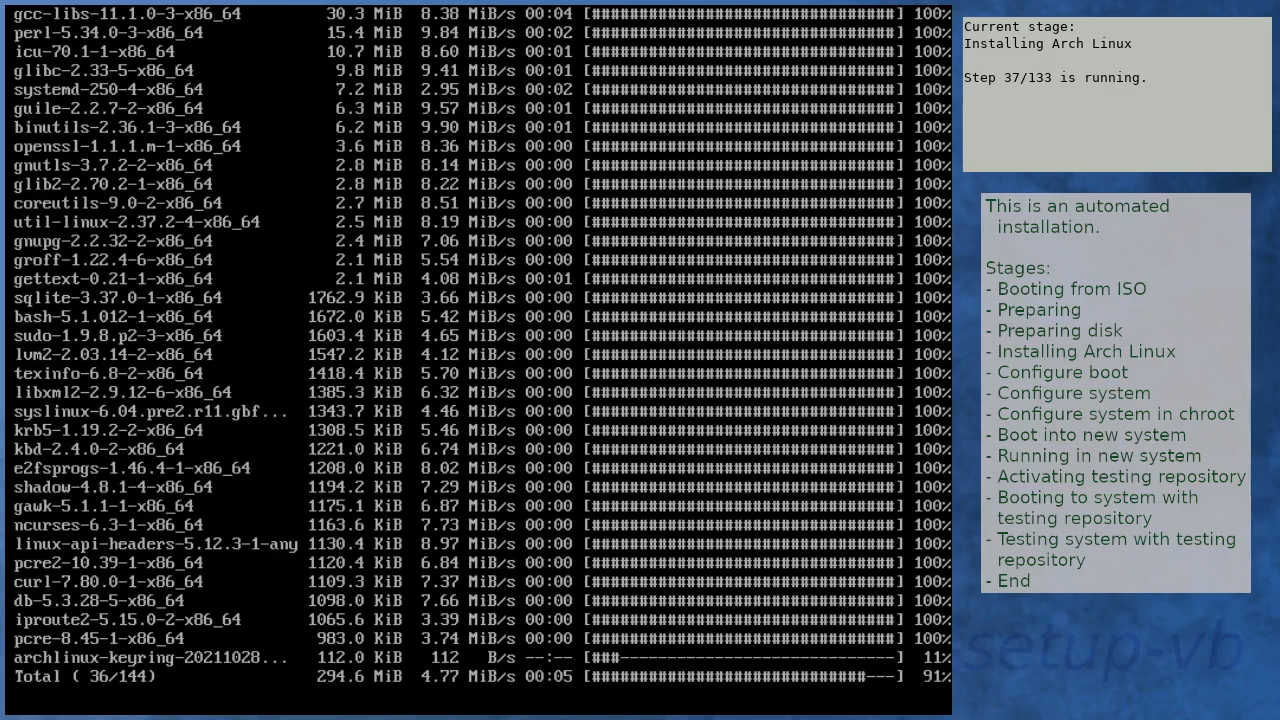 gcc-libs-11.1.0-3-x86_64 30.3 MiB 8.38 MiB/s 00:04 [################################] 100%
perl-5.34.0-3-x86_64 15.4 MiB 9.84 MiB/s 00:02 [################################] 100%
icu-70.1-1-x86_64 10.7 MiB 8.60 MiB/s 00:01 [################################] 100%
glibc-2.33-5-x86_64 9.8 MiB 9.41 MiB/s 00:01 [################################] 100%
systemd-250-4-x86_64 7.2 MiB 2.95 MiB/s 00:02 [################################] 100%
guile-2.2.7-2-x86_64 6.3 MiB 9.57 MiB/s 00:01 [################################] 100%
binutils-2.36.1-3-x86_64 6.2 MiB 9.90 MiB/s 00:01 [################################] 100%
openssl-1.1.1.m-1-x86_64 3.6 MiB 8.36 MiB/s 00:00 [################################] 100%
gnutls-3.7.2-2-x86_64 2.8 MiB 8.14 MiB/s 00:00 [################################] 100%
glib2-2.70.2-1-x86_64 2.8 MiB 8.22 MiB/s 00:00 [################################] 100%
coreutils-9.0-2-x86_64 2.7 MiB 8.51 MiB/s 00:00 [################################] 100%
util-linux-2.37.2-4-x86_64 2.5 MiB 8.19 MiB/s 00:00 [################################] 100%
gnupg-2.2.32-2-x86_64 2.4 MiB 7.06 MiB/s 00:00 [################################] 100%
groff-1.22.4-6-x86_64 2.1 MiB 5.54 MiB/s 00:00 [################################] 100%
gettext-0.21-1-x86_64 2.1 MiB 4.08 MiB/s 00:01 [################################] 100%
sqlite-3.37.0-1-x86_64 1762.9 KiB 3.66 MiB/s 00:00 [################################] 100%
bash-5.1.012-1-x86_64 1672.0 KiB 5.42 MiB/s 00:00 [################################] 100%
sudo-1.9.8.p2-3-x86_64 1603.4 KiB 4.65 MiB/s 00:00 [################################] 100%
lvm2-2.03.14-2-x86_64 1547.2 KiB 4.12 MiB/s 00:00 [################################] 100%
texinfo-6.8-2-x86_64 1418.4 KiB 5.70 MiB/s 00:00 [################################] 100%
libxml2-2.9.12-6-x86_64 1385.3 KiB 6.32 MiB/s 00:00 [################################] 100%
syslinux-6.04.pre2.r11.gbf... 1343.7 KiB 4.46 MiB/s 00:00 [################################] 100%
krb5-1.19.2-2-x86_64 1308.5 KiB 5.46 MiB/s 00:00 [################################] 100%
kbd-2.4.0-2-x86_64 1221.0 KiB 6.74 MiB/s 00:00 [################################] 100%
e2fsprogs-1.46.4-1-x86_64 1208.0 KiB 8.02 MiB/s 00:00 [################################] 100%
shadow-4.8.1-4-x86_64 1194.2 KiB 7.29 MiB/s 00:00 [################################] 100%
gawk-5.1.1-1-x86_64 1175.1 KiB 6.87 MiB/s 00:00 [################################] 100%
ncurses-6.3-1-x86_64 1163.6 KiB 7.73 MiB/s 00:00 [################################] 100%
linux-api-headers-5.12.3-1-any 1130.4 KiB 8.97 MiB/s 00:00 [################################] 100%
pcre2-10.39-1-x86_64 1120.4 KiB 6.84 MiB/s 00:00 [################################] 100%
curl-7.80.0-1-x86_64 1109.3 KiB 7.37 MiB/s 00:00 [################################] 100%
db-5.3.28-5-x86_64 1098.0 KiB 7.66 MiB/s 00:00 [################################] 100%
iproute2-5.15.0-2-x86_64 1065.6 KiB 3.39 MiB/s 00:00 [################################] 100%
pcre-8.45-1-x86_64 983.0 KiB 3.74 MiB/s 00:00 [################################] 100%
archlinux-keyring-20211028... 112.0 KiB 112 B/s --:-- [###-----------------------------] 11%
Total ( 36/144) 294.6 MiB 4.77 MiB/s 00:05 [#############################---] 91%
Current stage:
Installing Arch Linux
Step 37/133 is running.
This is an automated
installation.
Stages:
- Booting from ISO
- Preparing
- Preparing disk
- Installing Arch Linux
- Configure boot
- Configure system
- Configure system in chroot
- Boot into new system
- Running in new system
- Activating testing repository
- Booting to system with
testing repository
- Testing system with testing
repository
- End
setup-vb